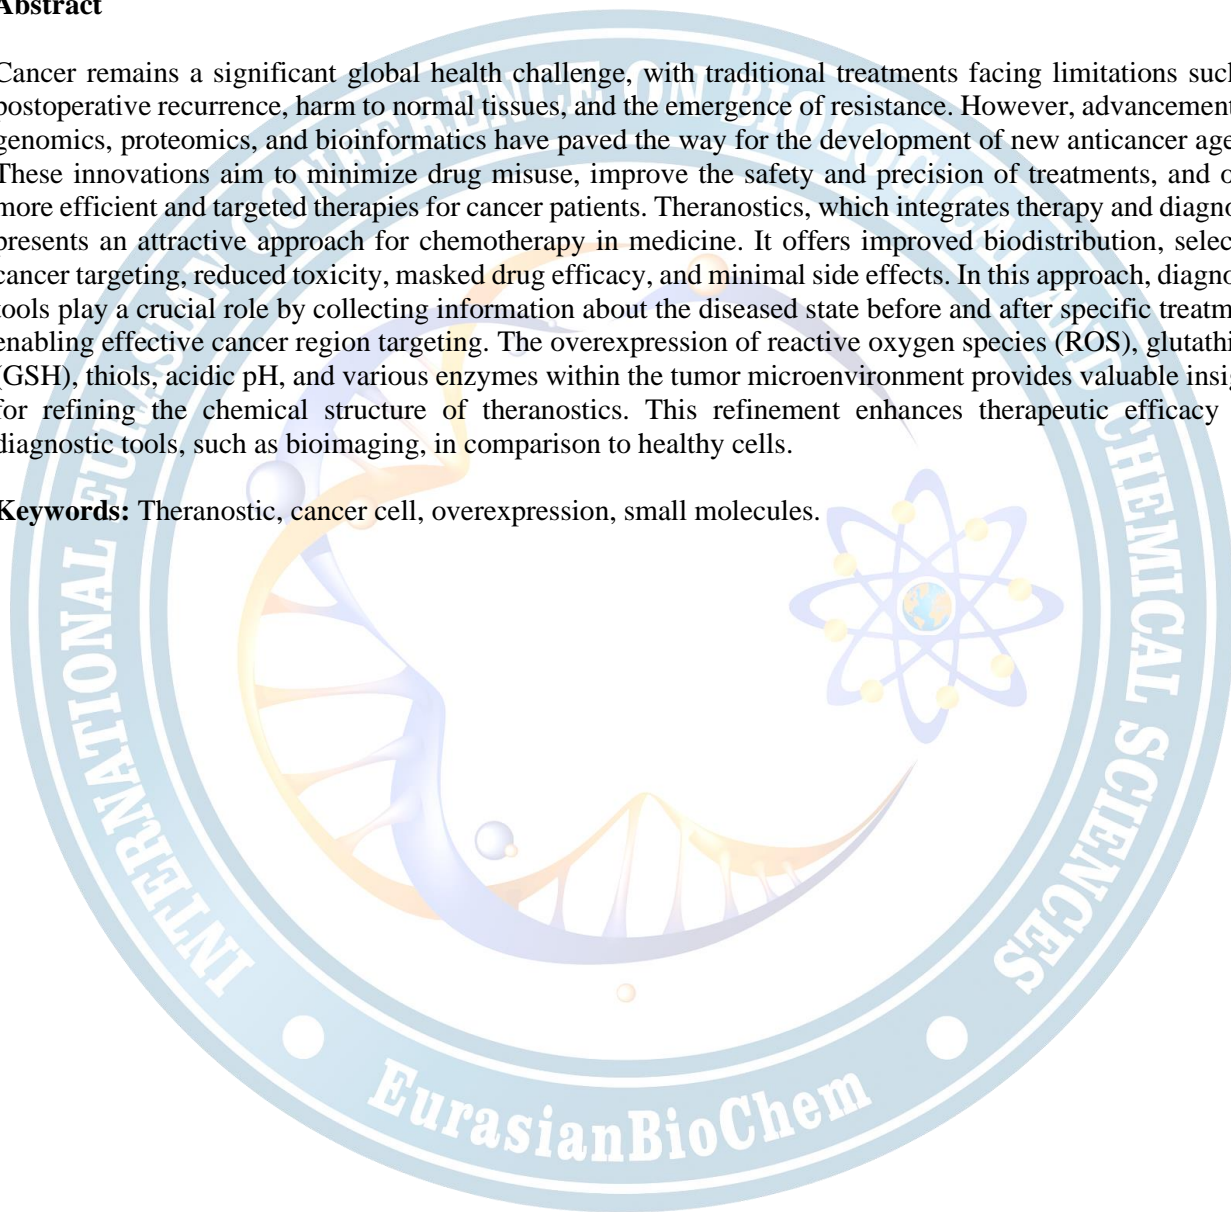 Abstract
Cancer remains a significant global health challenge, with traditional treatments facing limitations such
postoperative recurrence, harm to normal tissues, and the emergence of resistance. However, advancement
genomics, proteomics, and bioinformatics have paved the way for the development of new anticancer age
These innovations aim to minimize drug misuse, improve the safety and precision of treatments, and o
more efficient and targeted therapies for cancer patients. Theranostics, which integrates therapy and diagno
presents an attractive approach for chemotherapy in medicine. It offers improved biodistribution, selec
cancer targeting, reduced toxicity, masked drug efficacy, and minimal side effects. In this approach, diagno
tools play a crucial role by collecting information about the diseased state before and after specific treatm
enabling effective cancer region targeting. The overexpression of reactive oxygen species (ROS), glutathi
(GSH), thiols, acidic pH, and various enzymes within the tumor microenvironment provides valuable insig
for refining the chemical structure of theranostics. This refinement enhances therapeutic efficacy
diagnostic tools, such as bioimaging, in comparison to healthy cells.
Keywords: Theranostic, cancer cell, overexpression, small molecules.
INTERNATIONAL EURASIAN CONFERENCE ON BIOLOGICAL AND CHEMICAL SCIENCES
EurasianBioChem